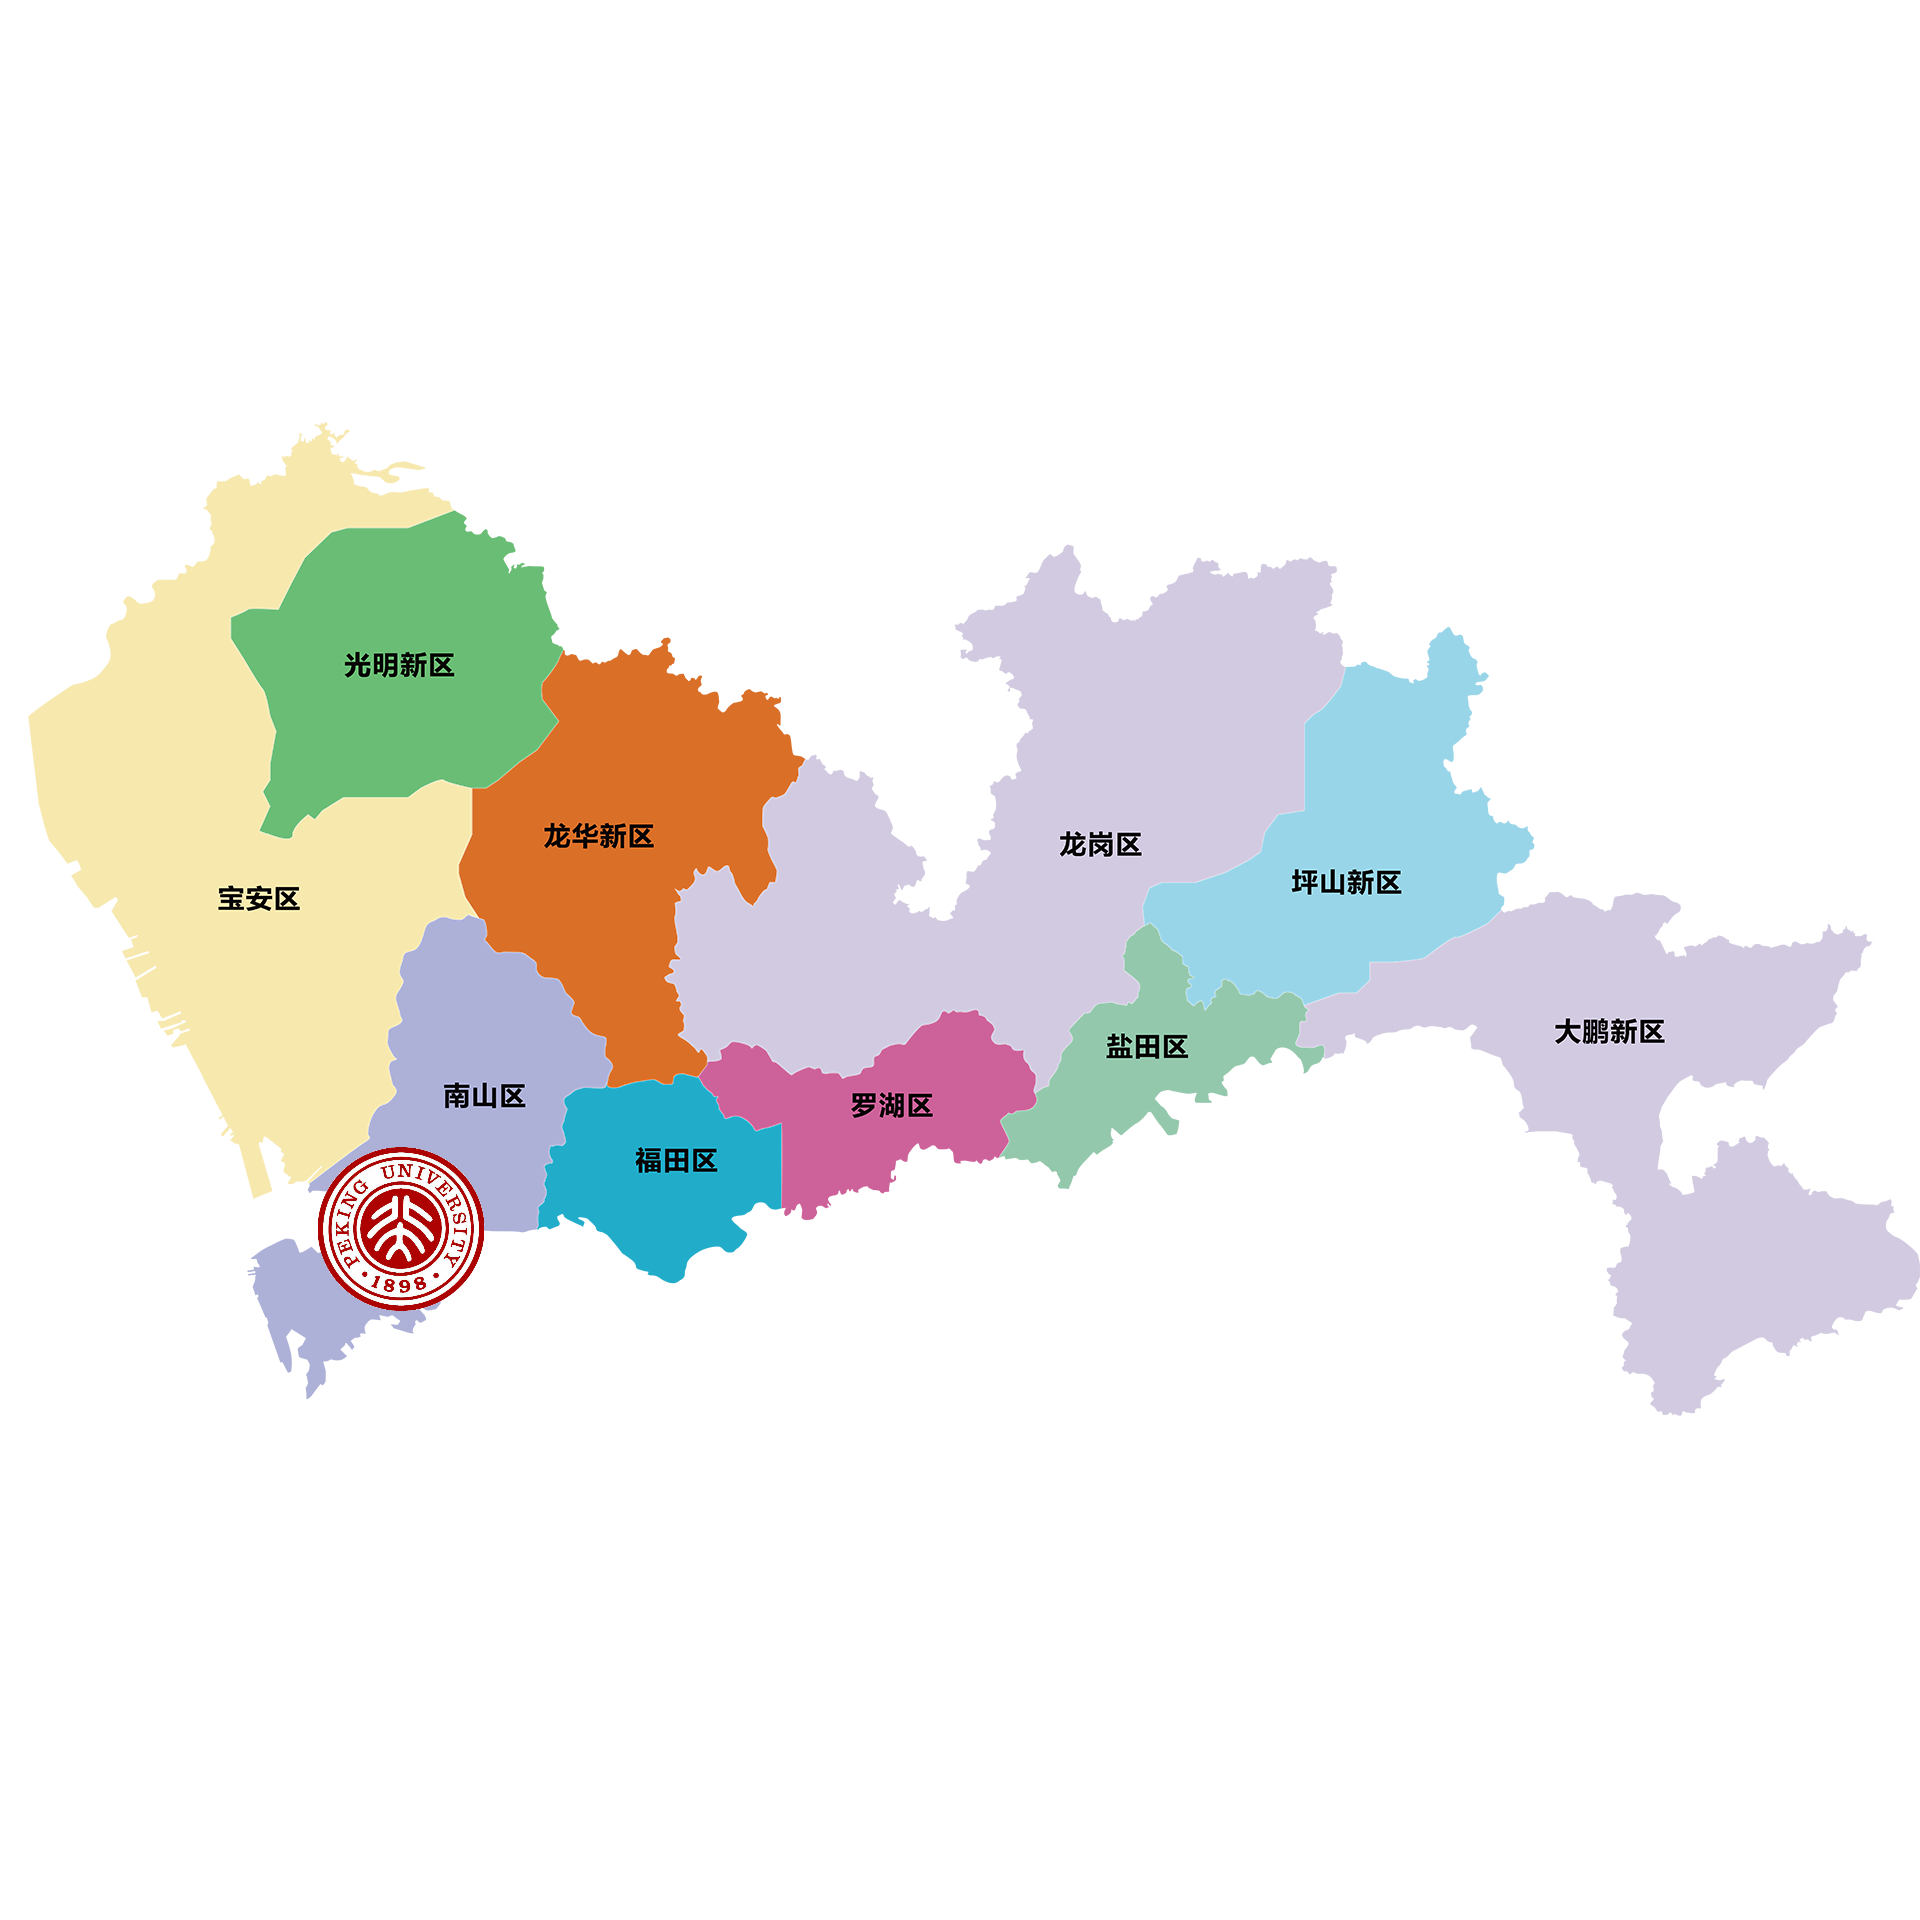 光明新区
龙华新区
龙岗区
坪山新区
宝安区
大鹏新区
盐田区
南山区
罗湖区
福田区
PEKING UNIVERSITY
1898